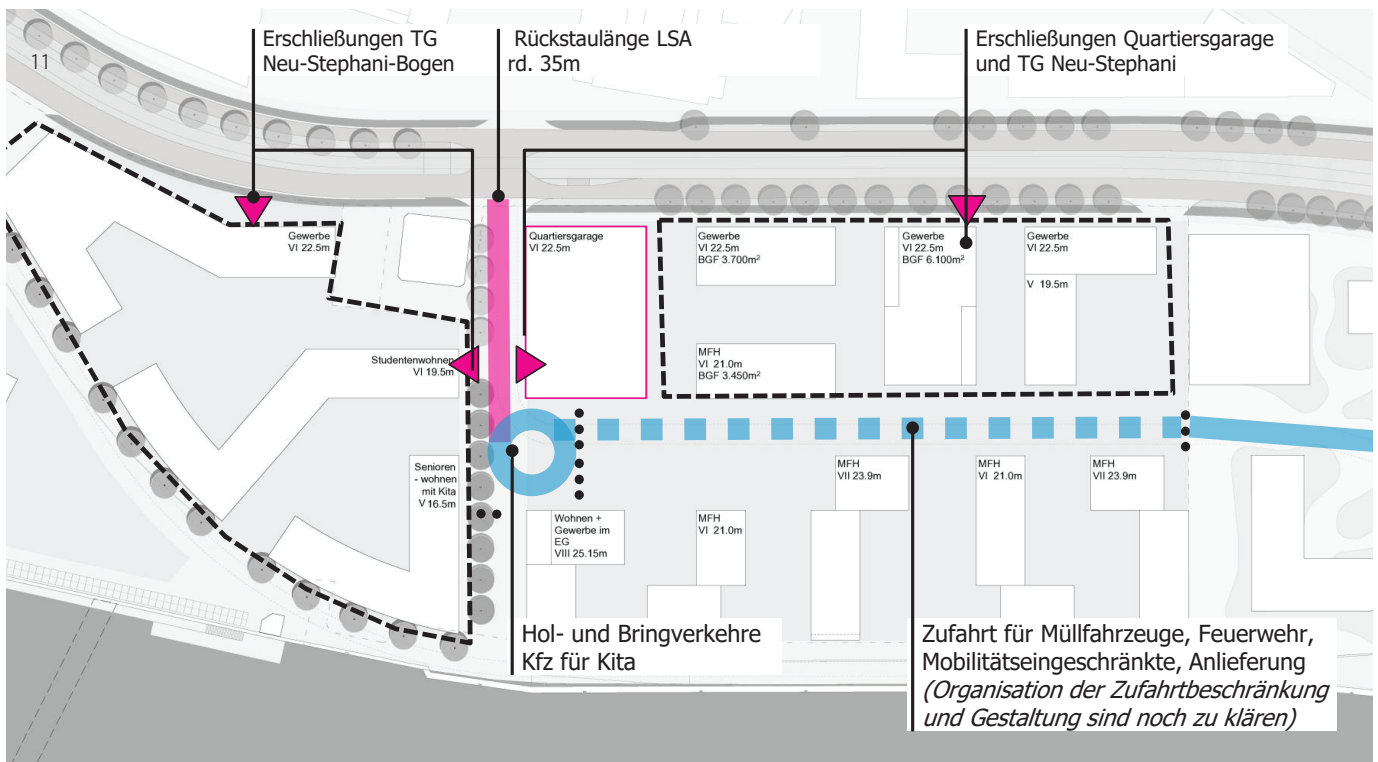 Erschließungen TG
Neu-Stephani-Bogen
Rückstaulänge LSA
rd. 35m
Erschließungen Quartiersgarage
und TG Neu-Stephani
11
Gewerbe
VI 22.5m
Quartiersgarage
VI 22.5m
Gewerbe
VI 22.5m
BGF 3.700m²
Gewerbe
VI 22.5m
BGF 6.100m²
Gewerbe
VI 22.5m
V 19.5m
Studentenwohnen
VI 19.5m
MFH
VI 21.0m
BGF 3.450m²
Senioren
- wohnen
mit Kita
V 16.5m
MFH
VII 23.9m
MFH
VI 21.0m
MFH
VII 23.9m
Wohnen +
Gewerbe im
EG
VIII 25.15m
MFH
VI 21.0m
Hol- und Bringverkehre
Kfz für Kita
Zufahrt für Müllfahrzeuge, Feuerwehr,
Mobilitätseingeschränkte, Anlieferung
(Organisation der Zufahrtbeschränkung
und Gestaltung sind noch zu klären)